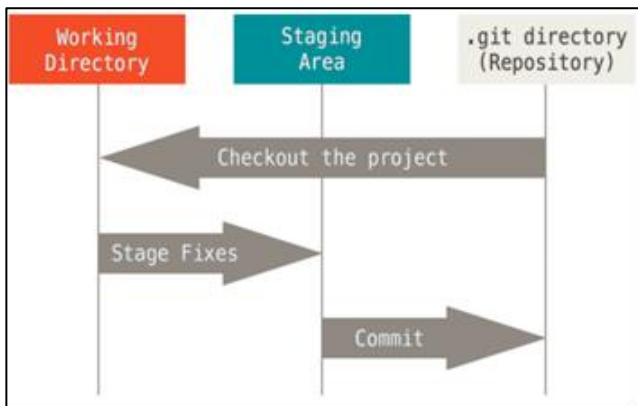 Working
Directory
Staging
Area
.git directory
(Repository)
Checkout the project
Stage Fixes
Commit